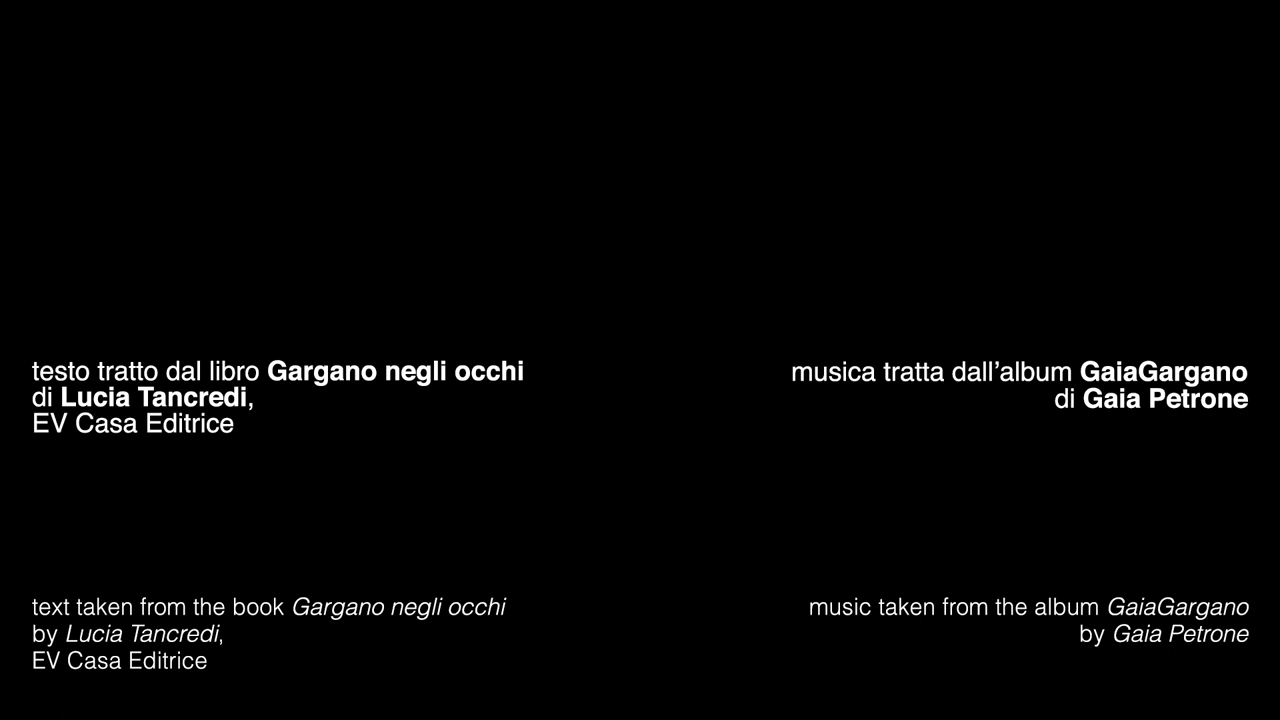 testo tratto dal libro Gargano negli occhi
di Lucia Tancredi,
EV Casa Editrice
musica tratta dall’album GaiaGargano
di Gaia Petrone
text taken from the book Gargano negli occhi
by Lucia Tancredi,
EV Casa Editrice
music taken from the album GaiaGargano
by Gaia Petrone